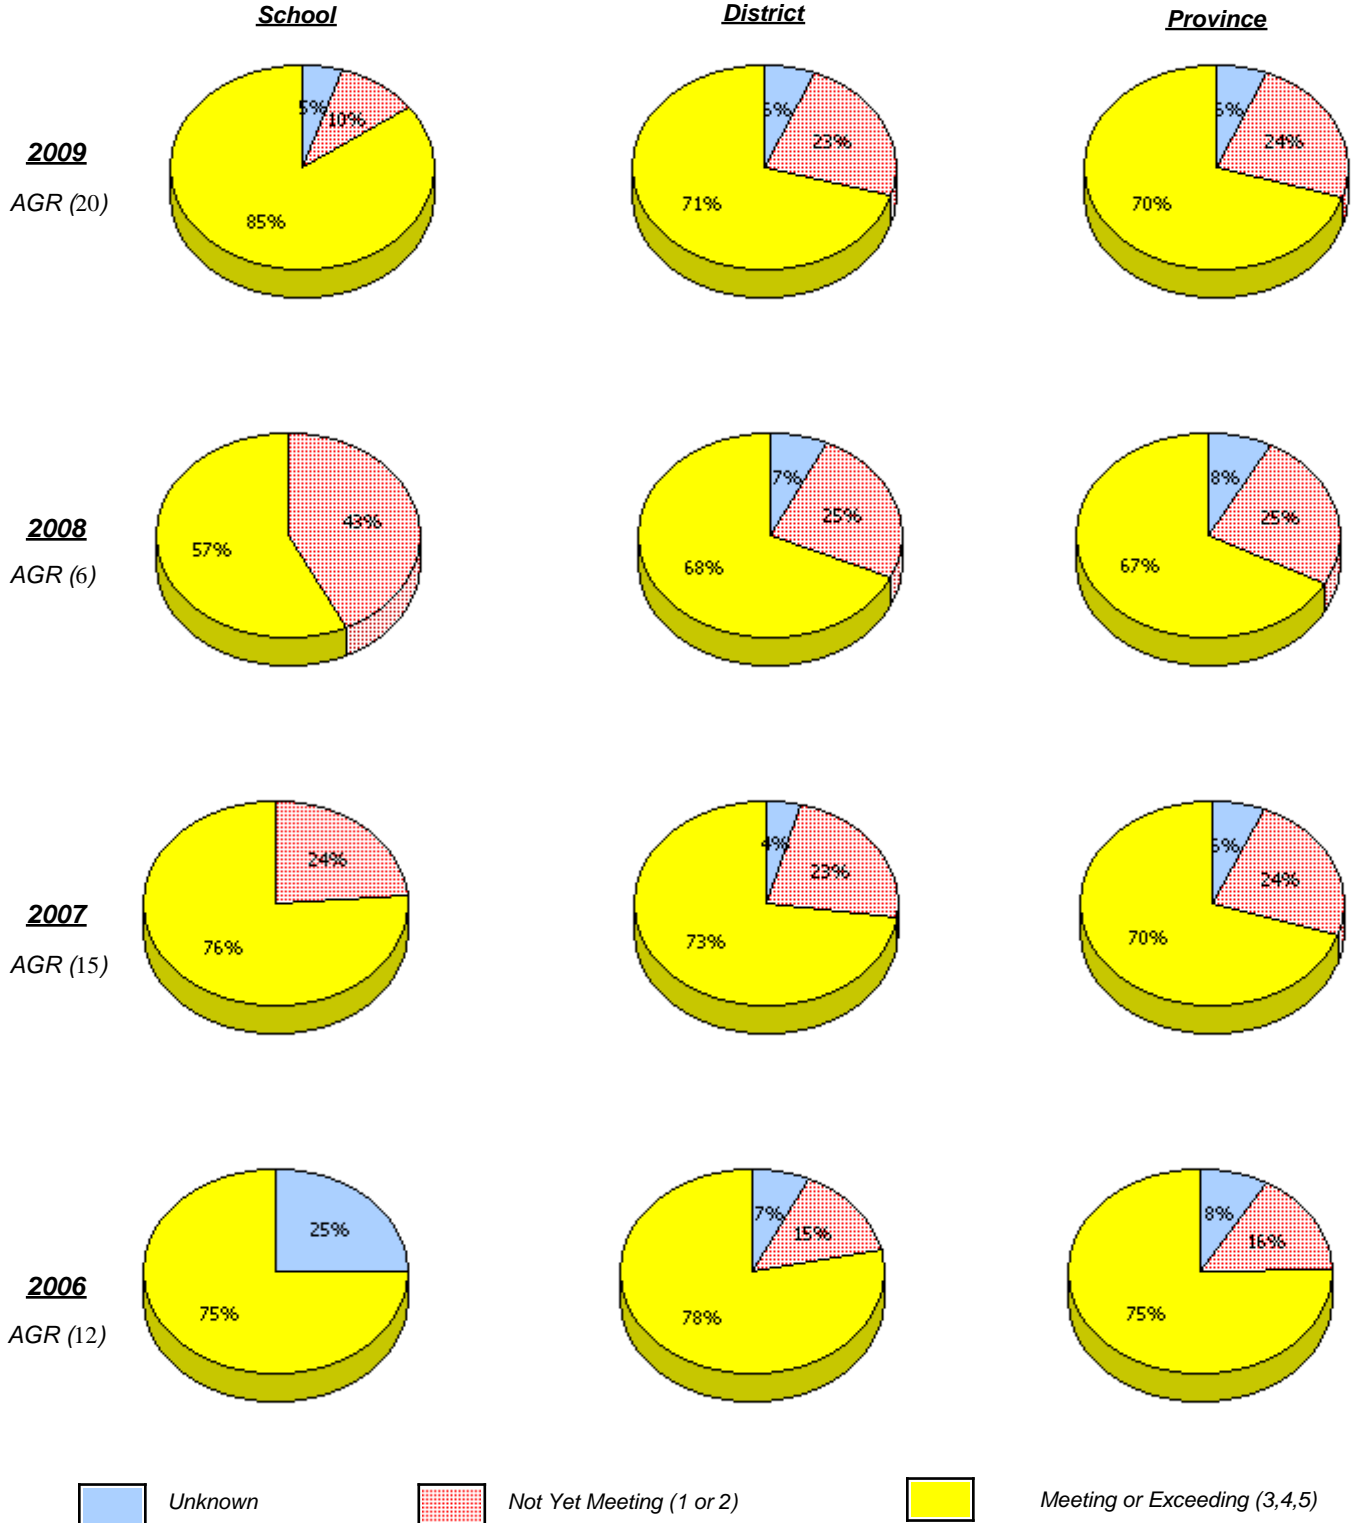 School District Province
2009
AGR (20)
5% 10% 85%
6% 23% 71%
6% 24% 70%
2008
AGR (6)
43% 57%
7% 25% 68%
8% 25% 67%
2007
AGR (15)
24% 76%
4% 23% 73%
6% 24% 70%
2006
AGR (12)
25% 75%
7% 15% 78%
8% 16% 75%
Unknown
Not Yet Meeting (1 or 2)
Meeting or Exceeding (3,4,5)